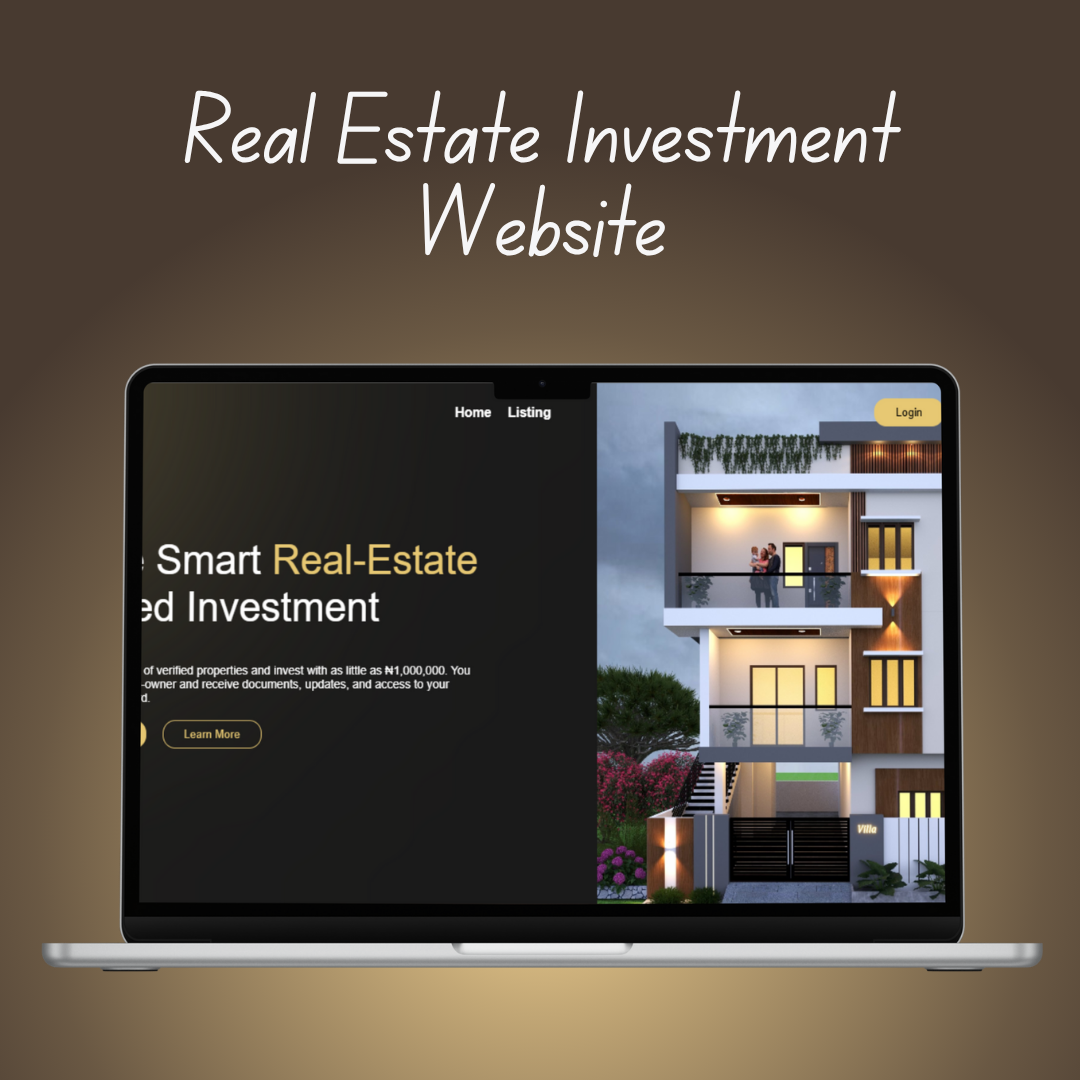 Real Estate Investment
Website
Home Listing
Login
Smart Real-Estate
ed Investment
of verified properties and invest with as little as ₦1,000,000. You
-owner and receive documents, updates, and access to your
d.
Learn More
Villa